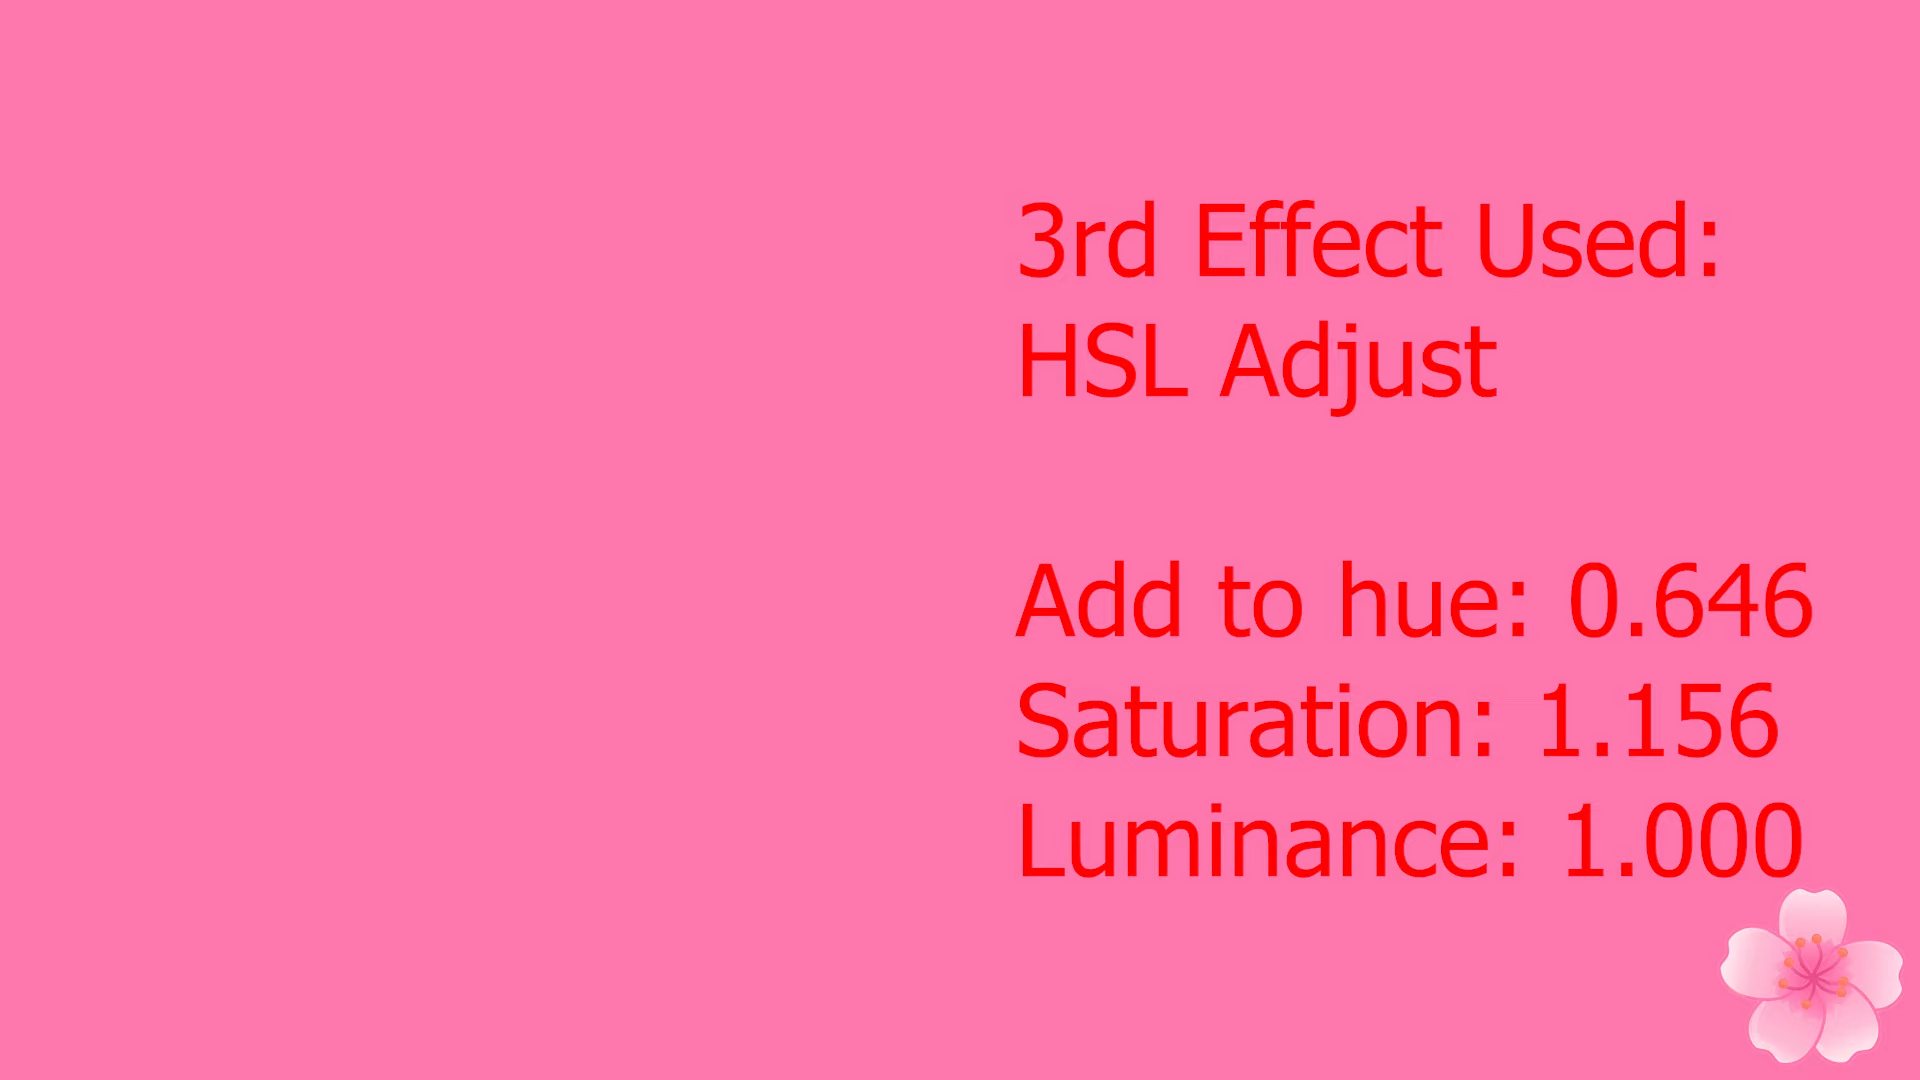 3rd Effect Used:
HSL Adjust
Add to hue: 0.646
Saturation: 1.156
Luminance: 1.000